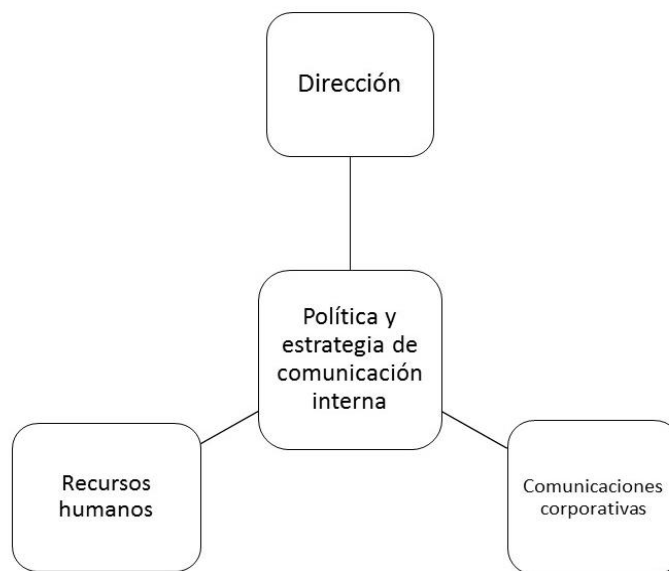 Dirección
Política y
estrategia de
comunicación
interna
Recursos
humanos
Comunicaciones
corporativas